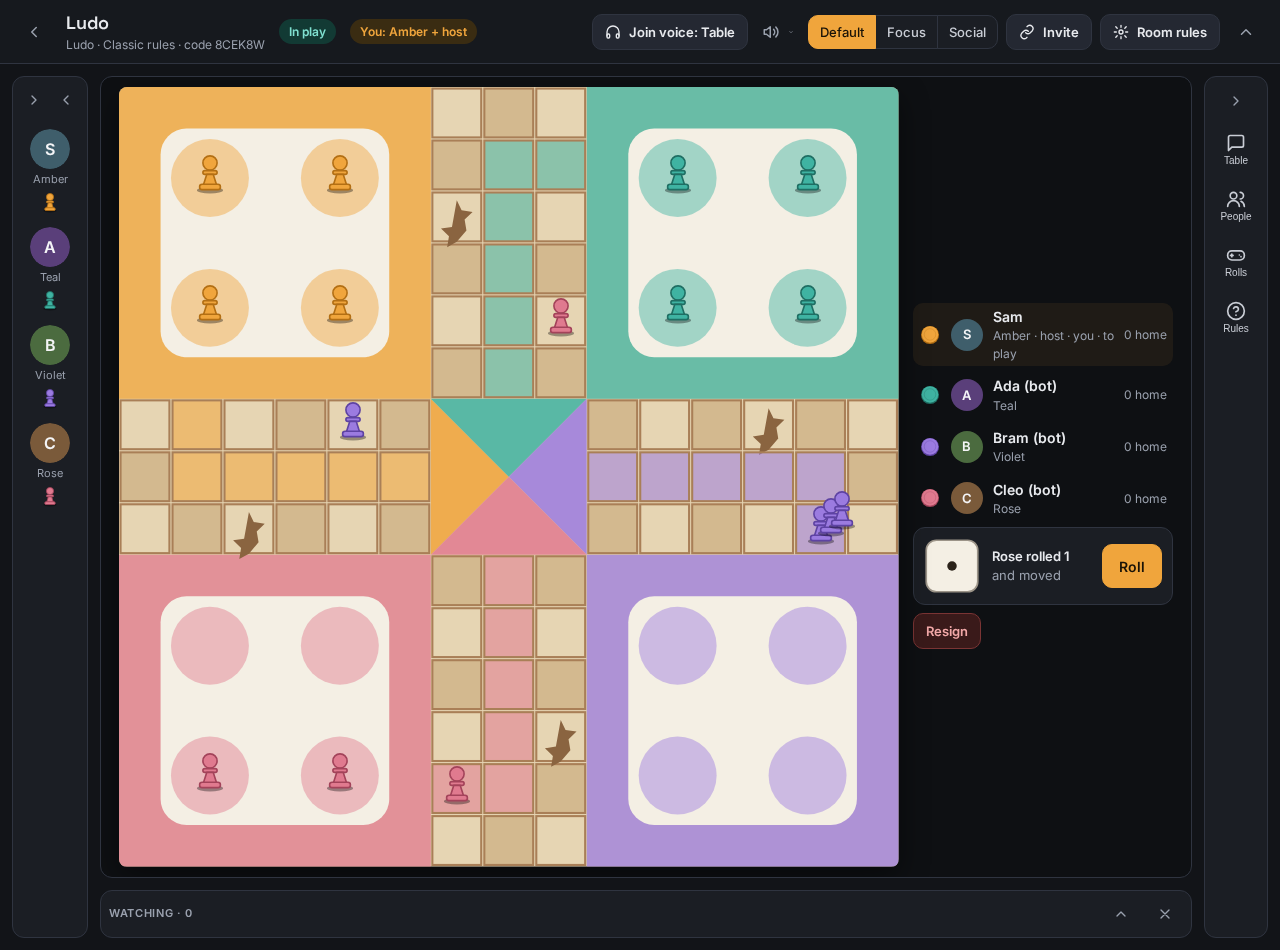 Ludo
Ludo · Classic rules · code 8CEK8W
In play
You: Amber + host
Join voice: Table
Default
Focus
Social
Invite
Room rules
S
Amber
A
Teal
B
Violet
C
Rose
Sam
S
Amber · host · you · to play
0 home
Ada (bot)
A
Teal
0 home
Bram (bot)
B
Violet
0 home
Cleo (bot)
C
Rose
0 home
Rose rolled 1
and moved
Roll
Resign
Table
People
Rolls
Rules
WATCHING · 0